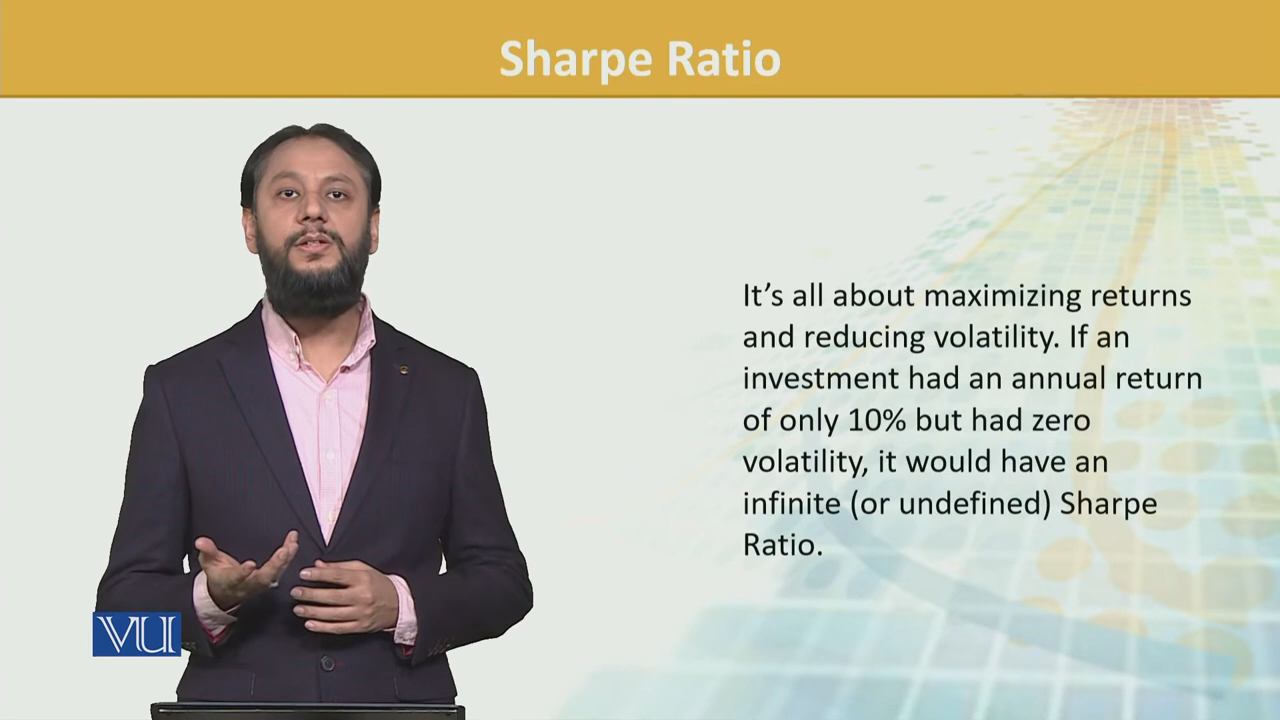 Sharpe Ratio
It’s all about maximizing returns
and reducing volatility. If an
investment had an annual return
of only 10% but had zero
volatility, it would have an
infinite (or undefined) Sharpe
Ratio.
VU